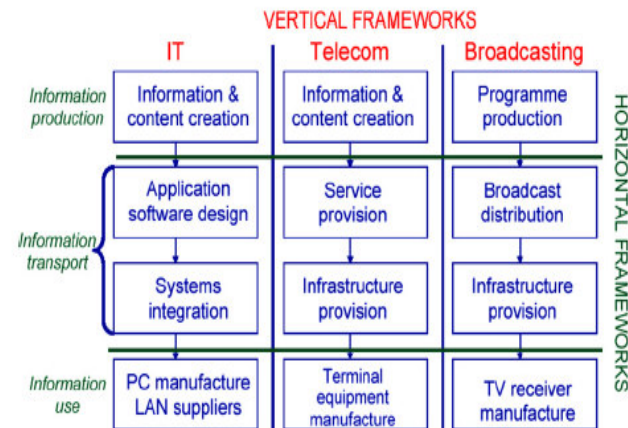 VERTICAL FRAMEWORKS
IT
Telecom
Broadcasting
Information
production
Information &
content creation
Information &
content creation
Programme
production
Information
transport
Application
software design
Service
provision
Broadcast
distribution
Systems
integration
Infrastructure
provision
Infrastructure
provision
Information
use
PC manufacture
LAN suppliers
Terminal
equipment
manufacture
TV receiver
manufacture
HORIZONTAL FRAMEWORKS